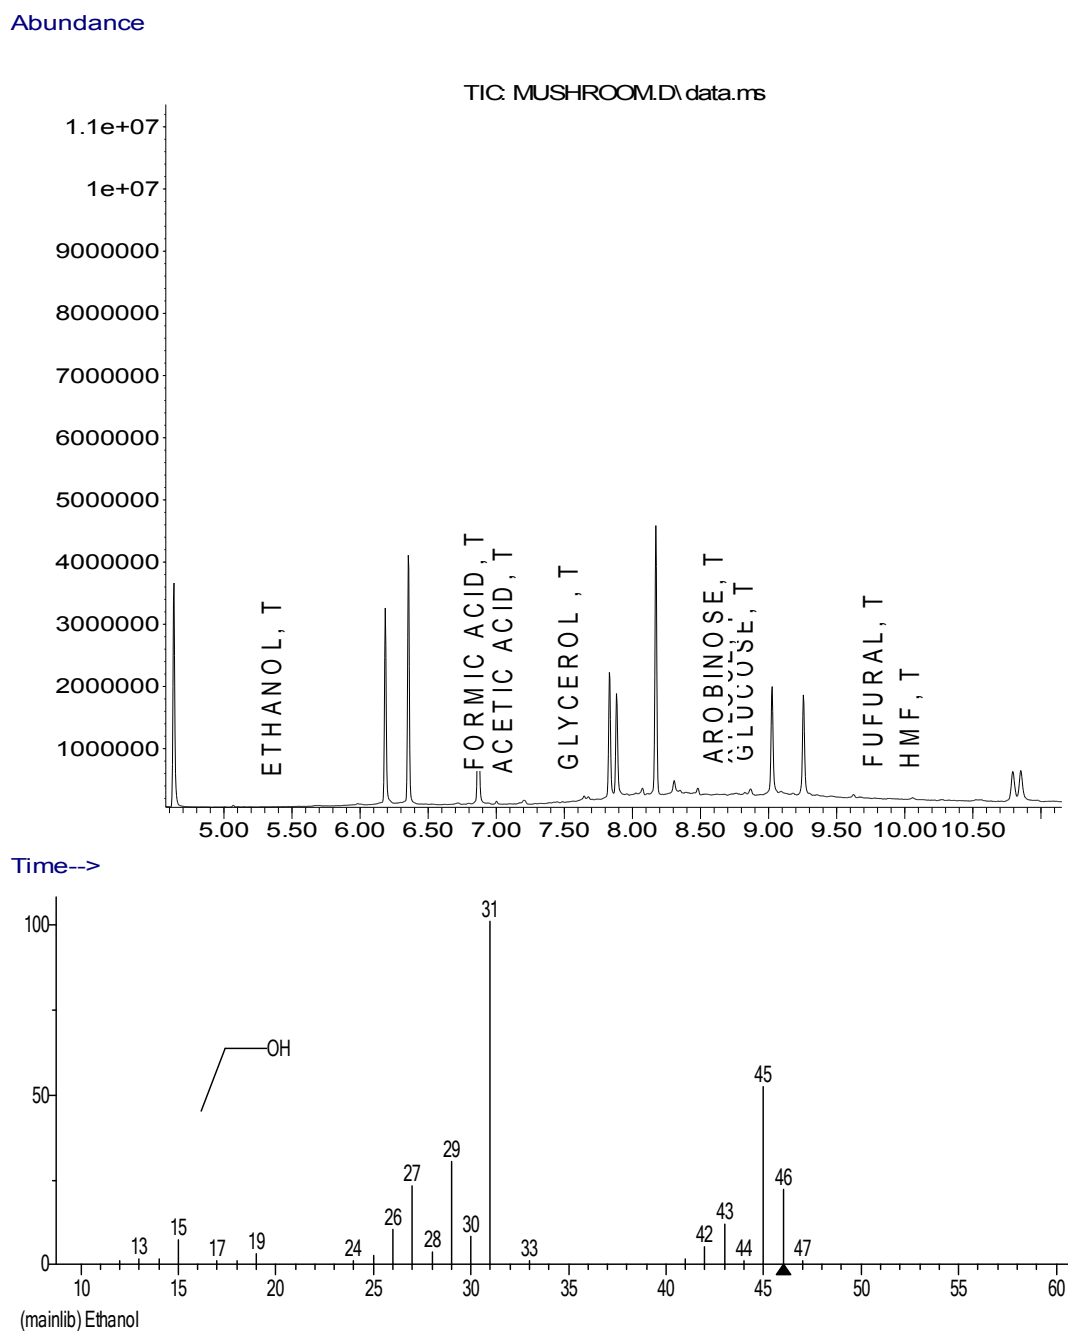 Abundance
TIC: MUSHROOM.D\ data.ms
1.1e+07
1e+07
9000000
8000000
7000000
6000000
5000000
4000000
3000000
2000000
1000000
ETHANOL, T
FORMIC ACID, T
ACETIC ACID, T
GLYCEROL , T
AROBINOSE, T
GLUCOSE, T
FUFURAL, T
HMF, T
5.00 5.50 6.00 6.50 7.00 7.50 8.00 8.50 9.00 9.50 10.00 10.50
Time-->
100
50
0
31
45
29
27
46
26
43
15
30
42
13
17
19
24
28
33
44
47
OH
10 15 20 25 30 35 40 45 50 55 60
(mainlib) Ethanol